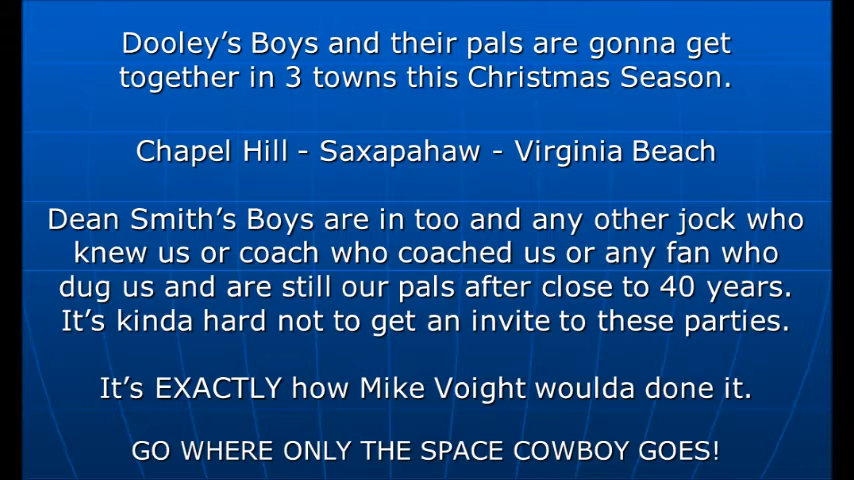 Dooley’s Boys and their pals are gonna get
together in 3 towns this Christmas Season.
Chapel Hill - Saxapahaw - Virginia Beach
Dean Smith’s Boys are in too and any other jock who
knew us or coach who coached us or any fan who
dug us and are still our pals after close to 40 years.
It’s kinda hard not to get an invite to these parties.
It’s EXACTLY how Mike Voight woulda done it.
GO WHERE ONLY THE SPACE COWBOY GOES!